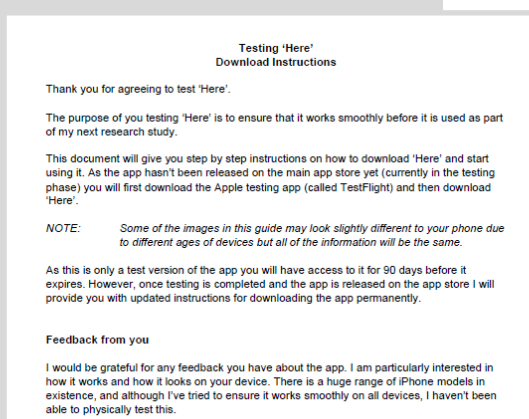 Testing ‘Here’
Download Instructions
Thank you for agreeing to test ‘Here’.
The purpose of you testing ‘Here’ is to ensure that it works smoothly before it is used as part
of my next research study.
This document will give you step by step instructions on how to download ‘Here’ and start
using it. As the app hasn’t been released on the main app store yet (currently in the testing
phase) you will first download the Apple testing app (called TestFlight) and then download
‘Here’.
NOTE: Some of the images in this guide may look slightly different to your phone due
to different ages of devices but all of the information will be the same.
As this is only a test version of the app you will have access to it for 90 days before it
expires. However, once testing is completed and the app is released on the app store I will
provide you with updated instructions for downloading the app permanently.
Feedback from you
I would be grateful for any feedback you have about the app. I am particularly interested in
how it works and how it looks on your device. There is a huge range of iPhone models in
existence, and although I’ve tried to ensure it works smoothly on all devices, I haven’t been
able to physically test this.